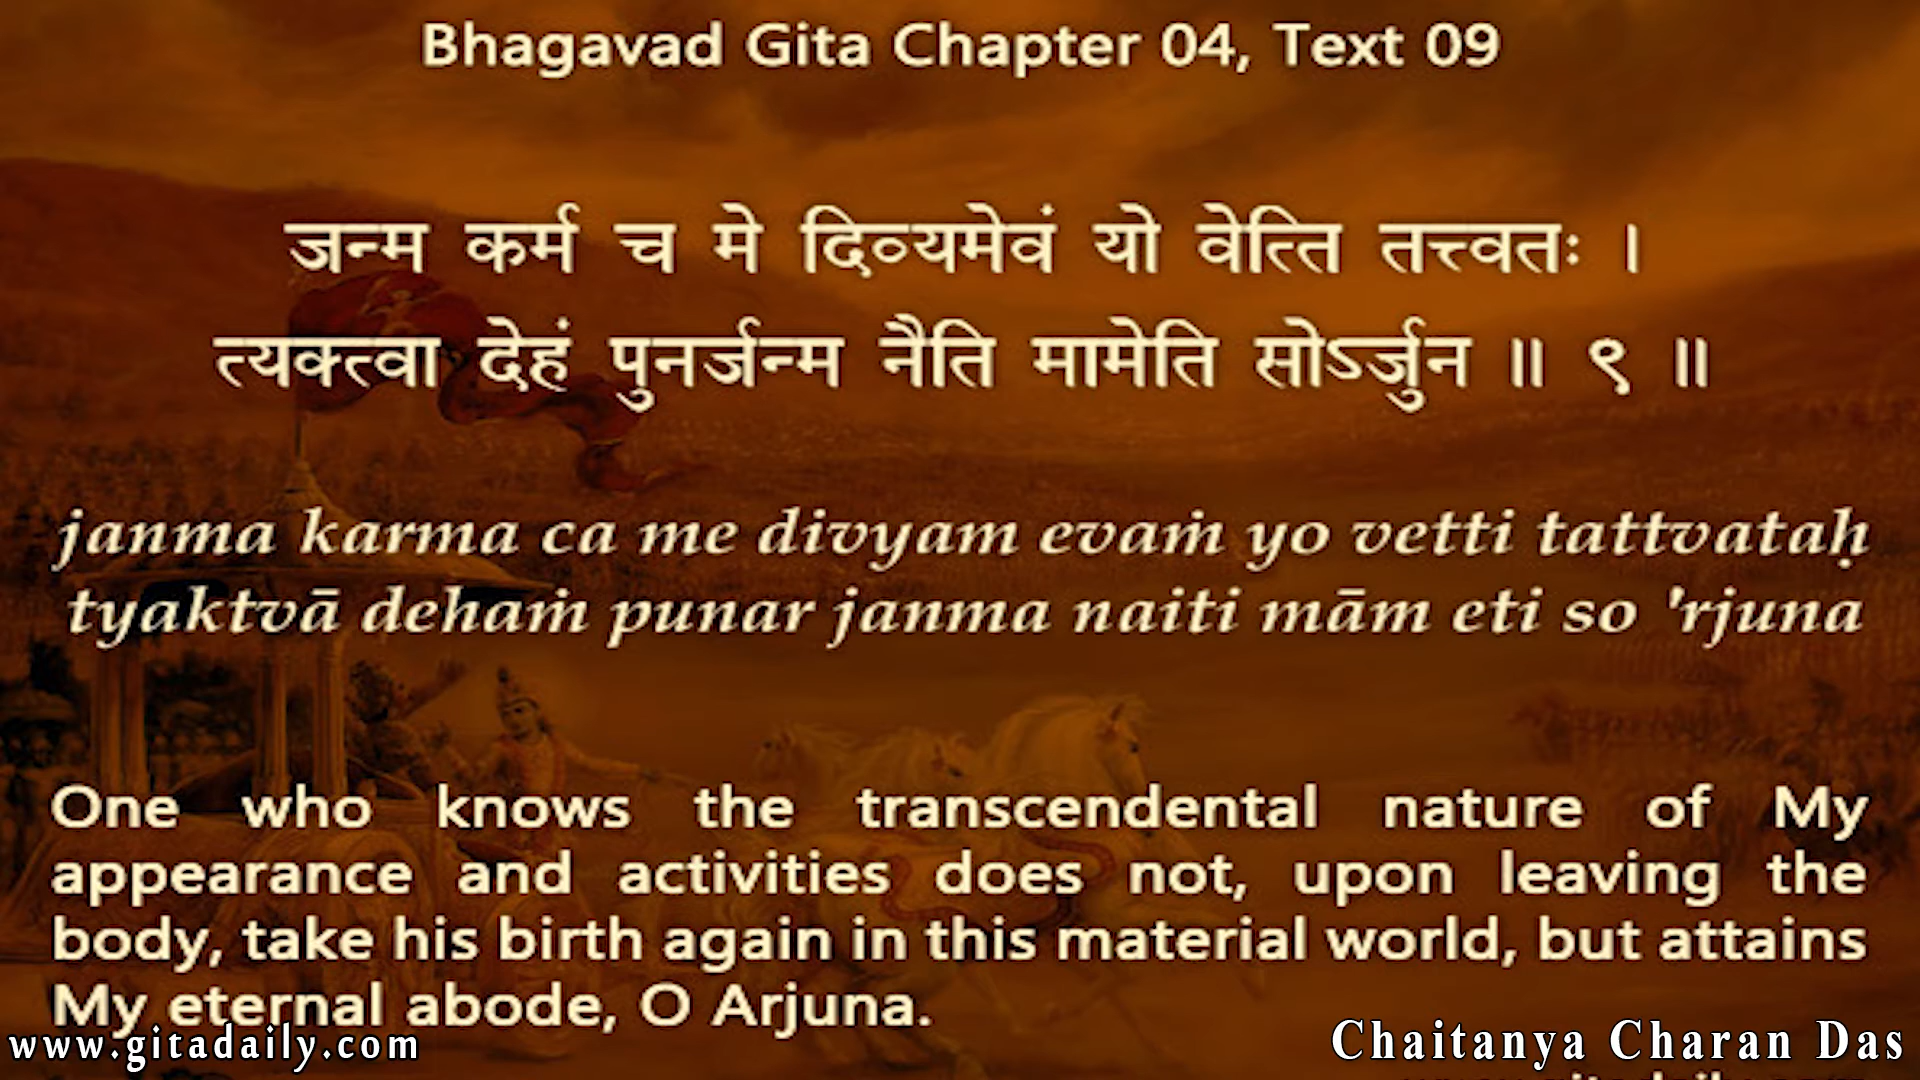 Bhagavad Gita Chapter 04, Text 09
जन्म कर्म च मे दिव्यमेवं यो वेत्ति तत्त्वतः ।
त्यक्त्वा देहं पुनर्जन्म नैति मामेति सोऽर्जुन ॥ ९ ॥
janma karma ca me divyam evaṁ yo vetti tattvataḥ
tyaktvā dehaṁ punar janma naiti mām eti so 'rjuna
One who knows the transcendental nature of My
appearance and activities does not, upon leaving the
body, take his birth again in this material world, but attains
My eternal abode, O Arjuna.
www.gitadaily.com
Chaitanya Charan Das